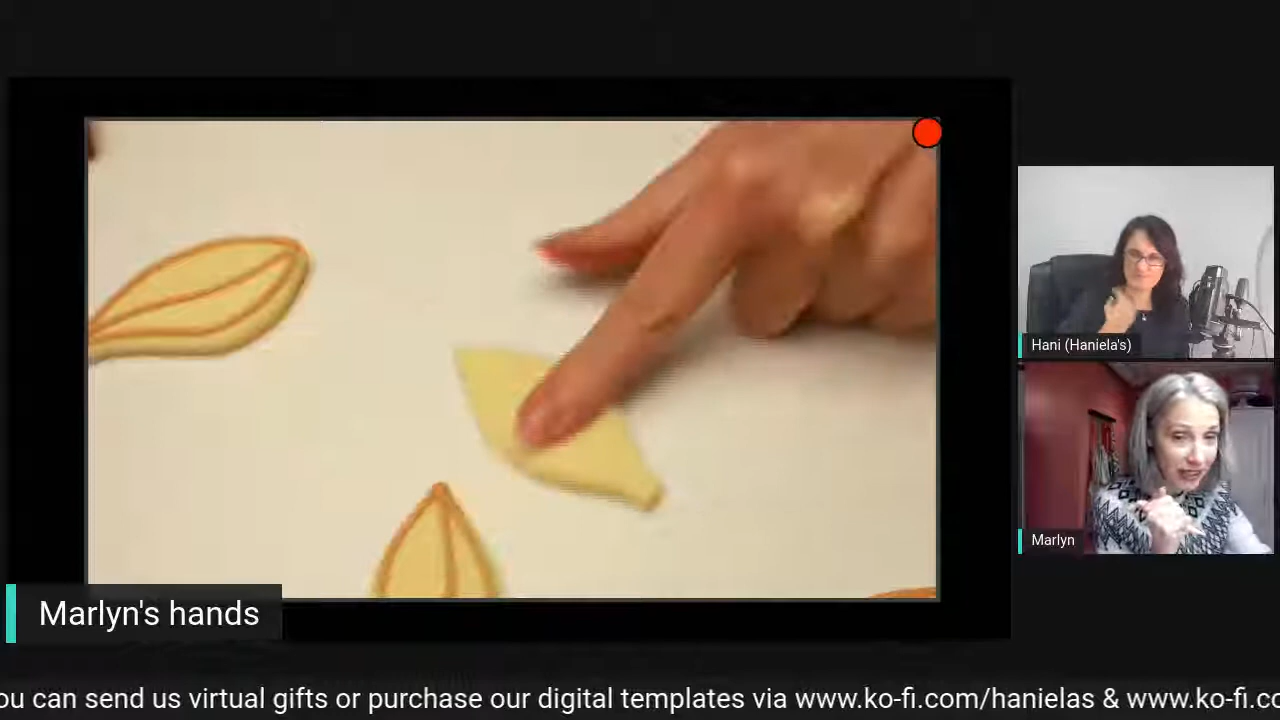 Hani (Haniela's)
Marlyn
Marlyn's hands
ou can send us virtual gifts or purchase our digital templates via www.ko-fi.com/hanielas & www.ko-fi.co